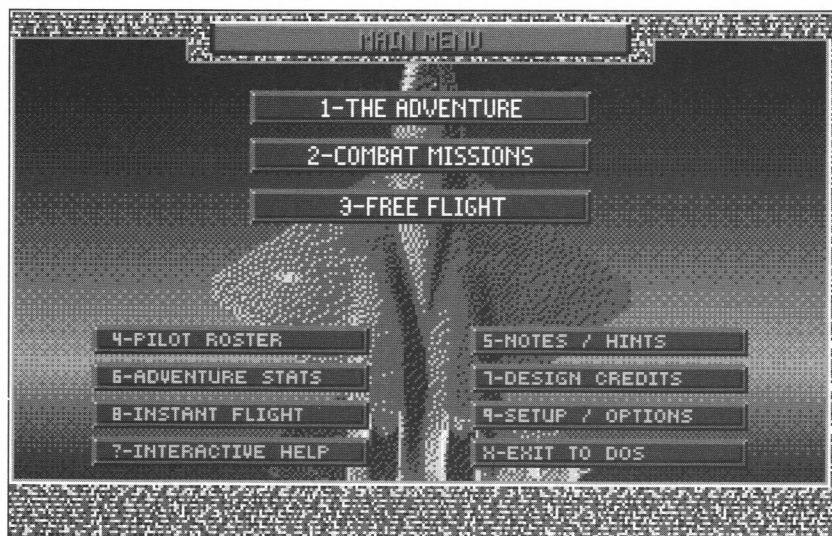 MAIN MENU
1-THE ADVENTURE
2-COMBAT MISSIONS
3-FREE FLIGHT
4-PILOT ROSTER
5-NOTES / HINTS
6-ADVENTURE STATS
7-DESIGN CREDITS
8-INSTANT FLIGHT
9-SETUP / OPTIONS
?-INTERACTIVE HELP
X-EXIT TO DOS